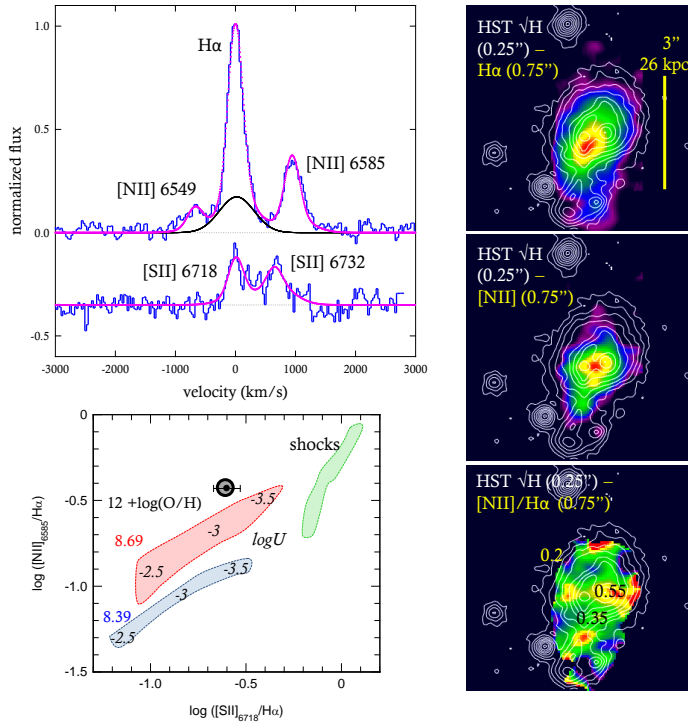 1.0
0.5
0.0
-0.5
normalized flux
Hα
[NII] 6549
[NII] 6585
[SII] 6718
[SII] 6732
-3000
-2000
-1000
0
1000
2000
3000
velocity (km/s)
0
-0.5
-1.0
-1.5
log ([NII]6585/Hα)
shocks
12 +log(O/H)
-3.5
8.69
-3
logU
-2.5
-3.5
8.39
-3
-2.5
-1.0
-0.5
0
log ([SII]6718/Hα)
HST √H
(0.25”) –
Hα (0.75”)
3”
26 kpc
HST √H
(0.25”) –
[NII] (0.75”)
HST √H (0.25”) –
[NII]/Hα (0.75”)
0.2
0.55
0.35